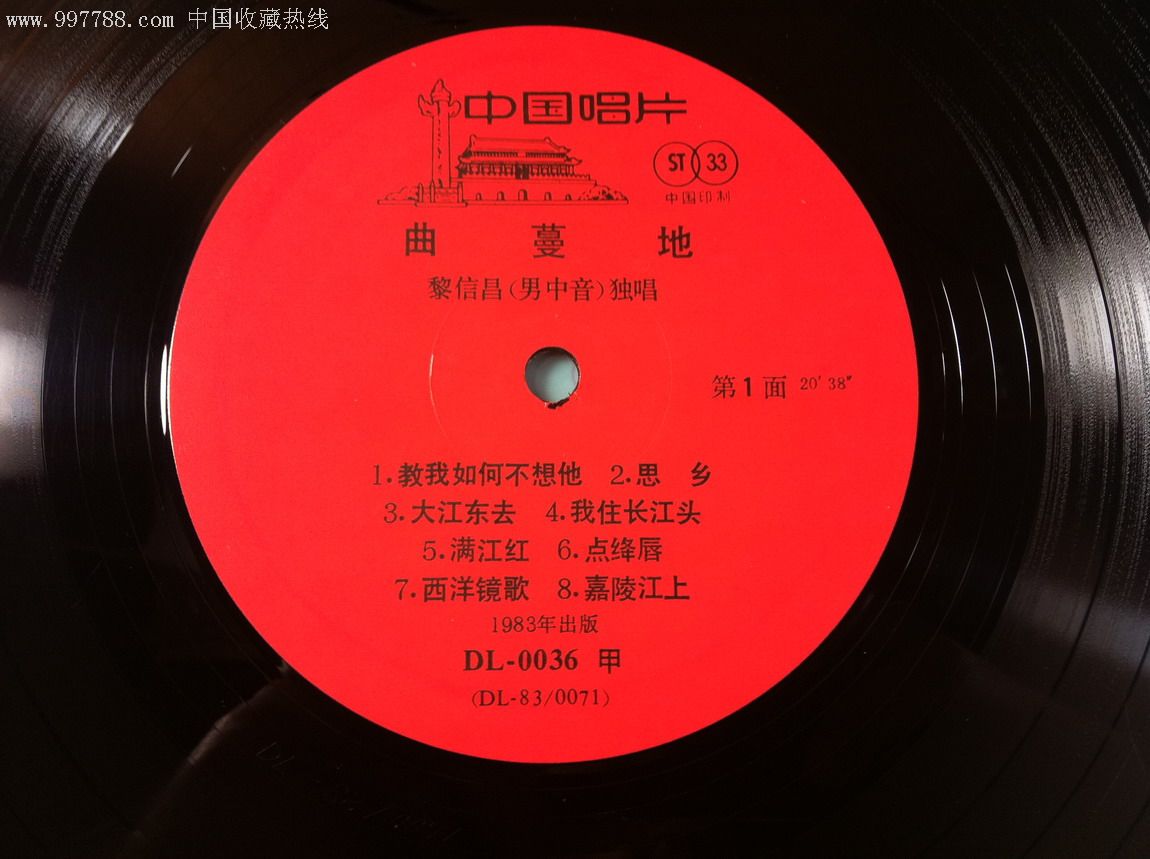 www.997788.com 中国收藏热线
中国唱片
ST 33
中国印制
曲蔓地
黎信昌(男中音)独唱
第1面 20′38″
1.教我如何不想他 2.思 乡
3.大江东去 4.我住长江头
5.满江红 6.点绛唇
7.西洋镜歌 8.嘉陵江上
1983年出版
DL-0036 甲
(DL-83/0071)